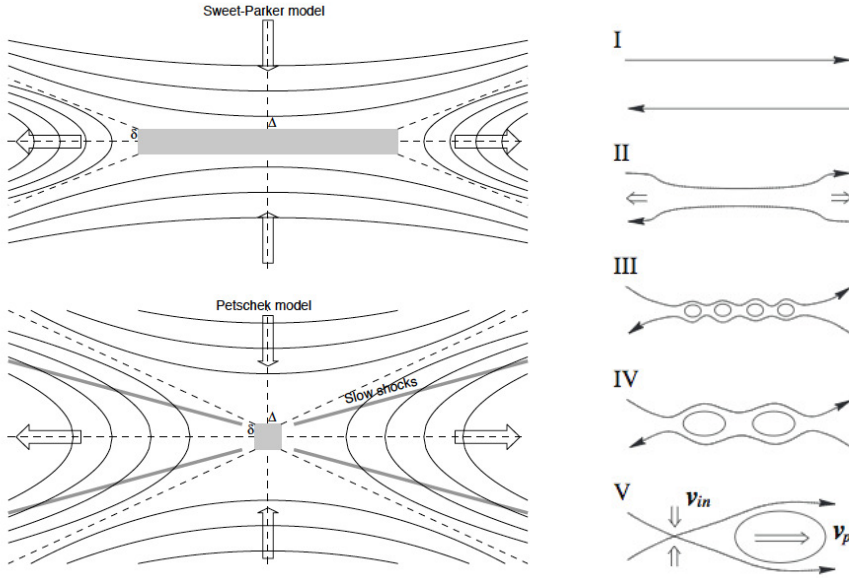 Sweet-Parker model
Δ
δ
Petschek model
Slow shocks
Δ
δ
I
II
III
IV
V
v_in
v_p